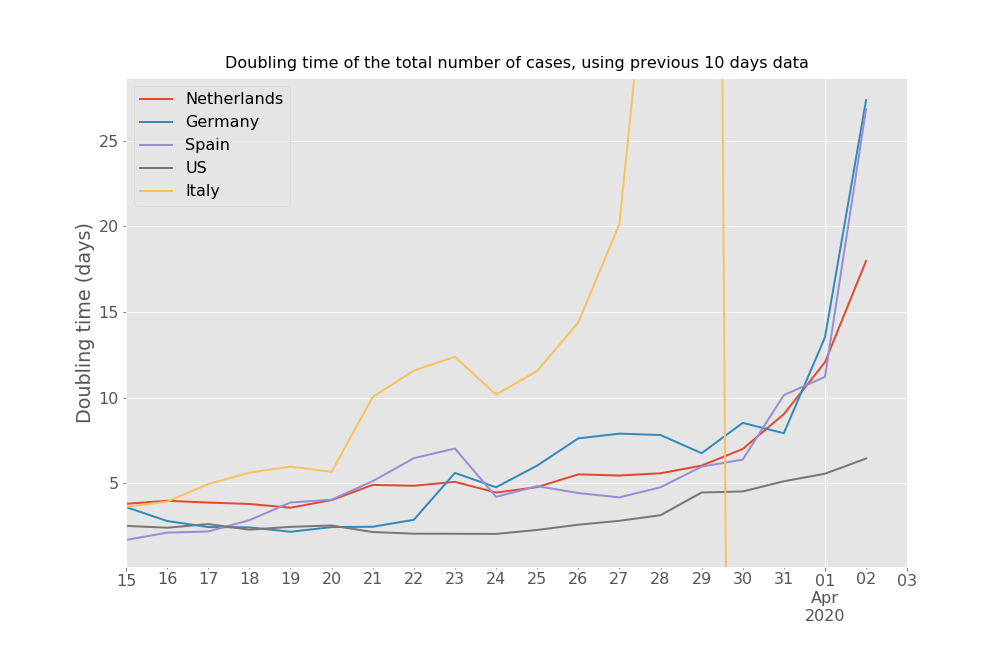 Doubling time of the total number of cases, using previous 10 days data
Netherlands
Germany
Spain
US
Italy
Doubling time (days)
25
20
15
10
5
15 16 17 18 19 20 21 22 23 24 25 26 27 28 29 30 31 01 02 03
Apr
2020